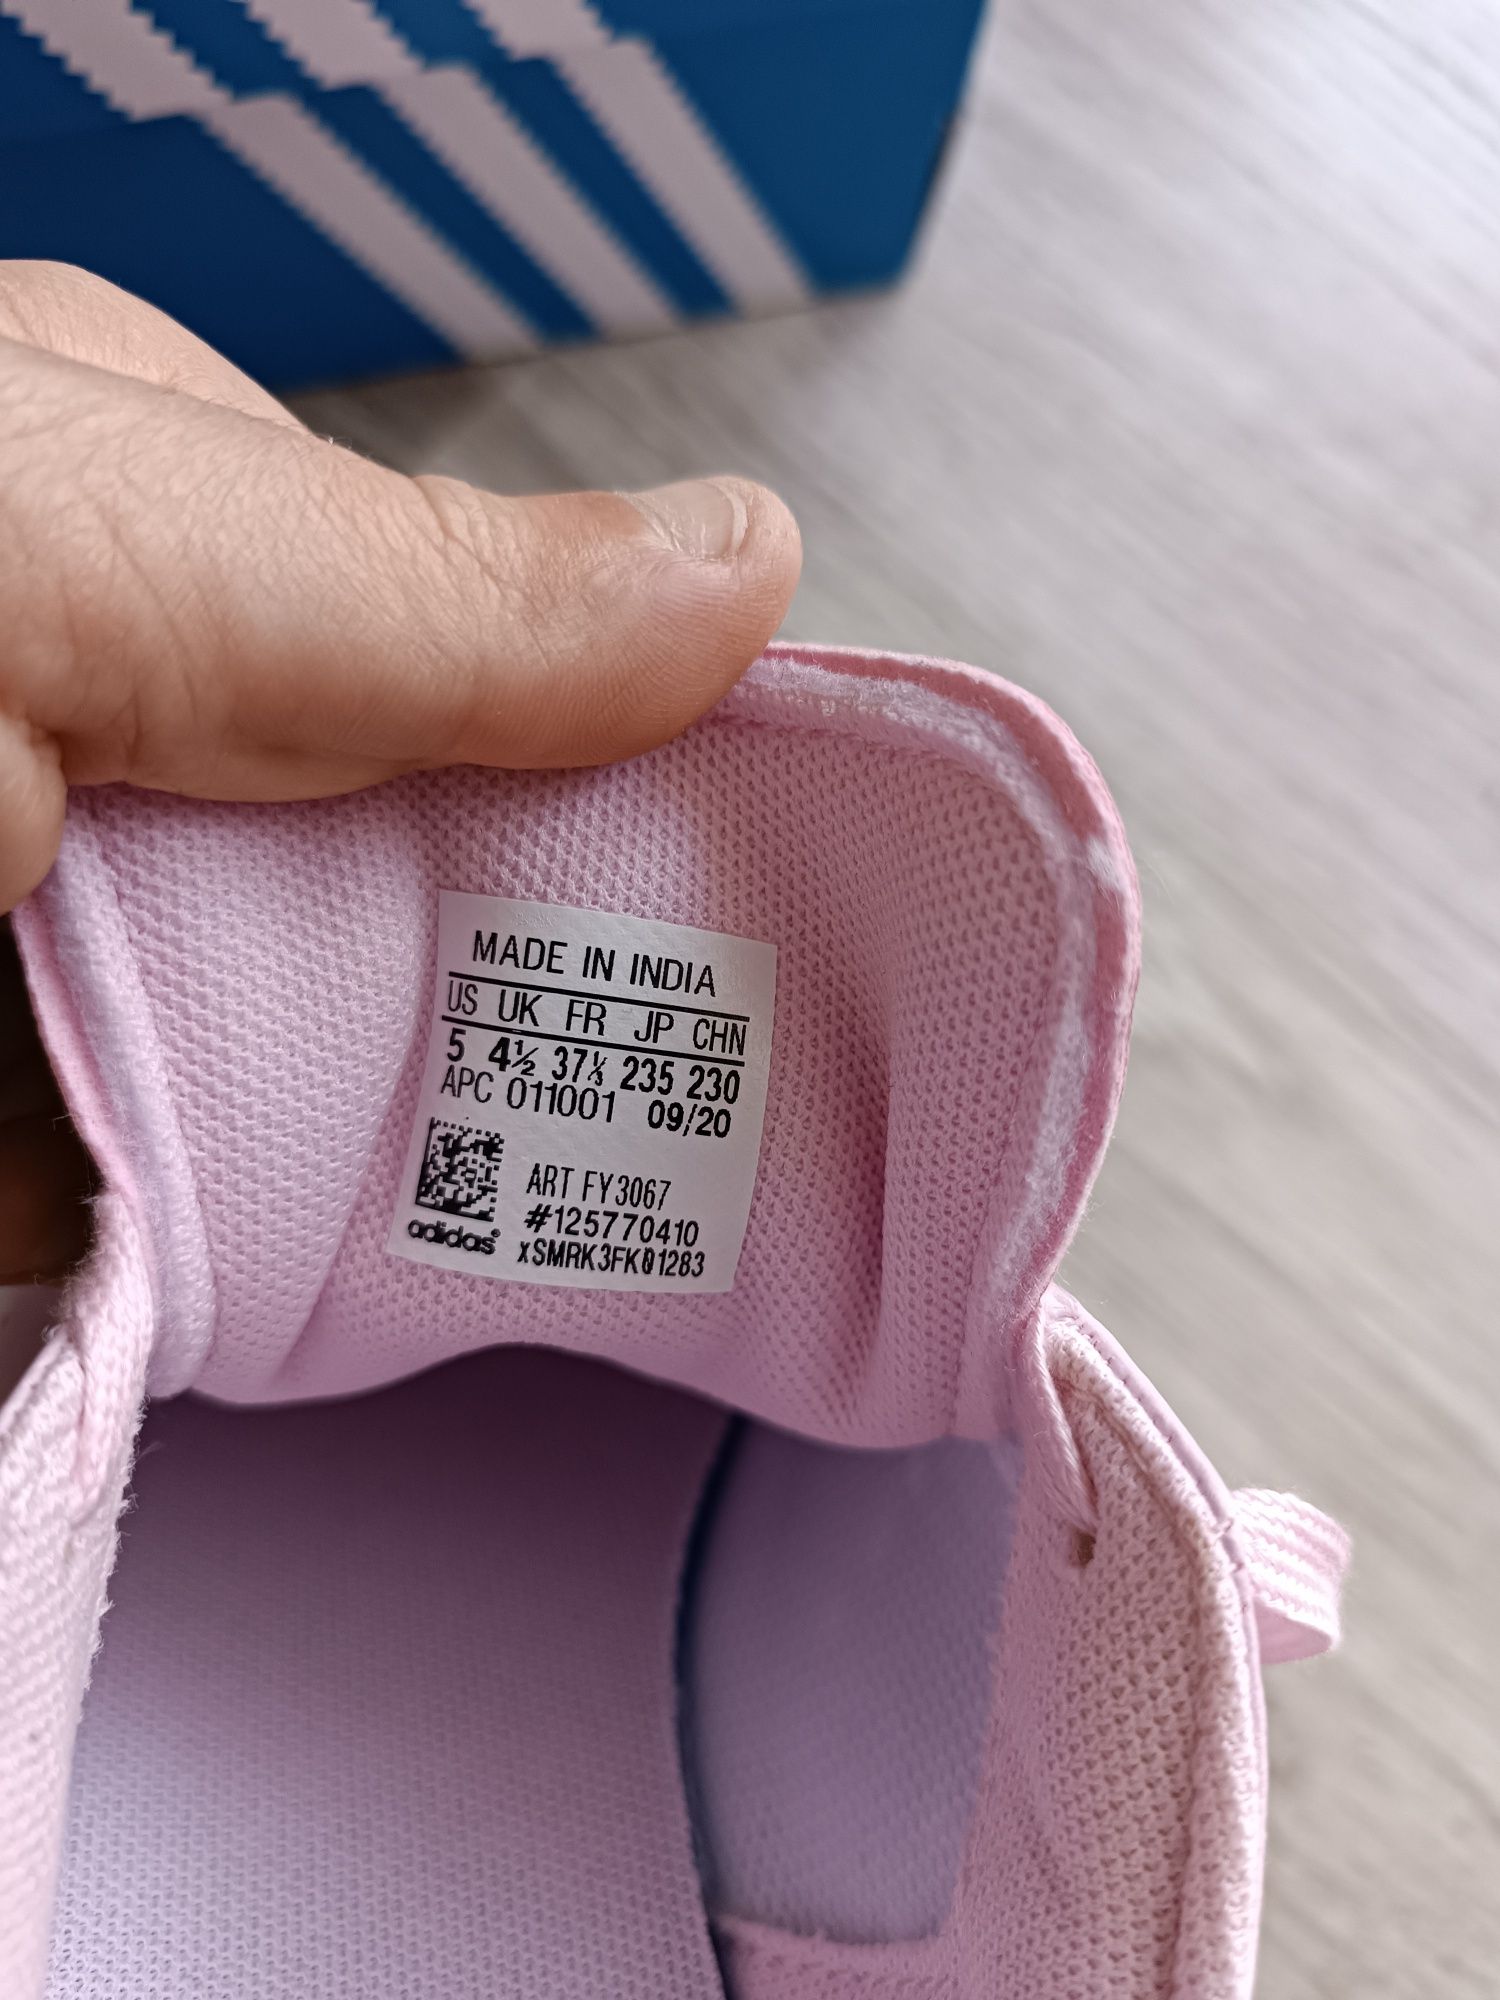 MADE IN INDIA
US UK FR JP CHN
5 4½ 37⅓ 235 230
APC 011001 09/20
ART FY3067
#125770410
adidas
xSMRK3FK01283